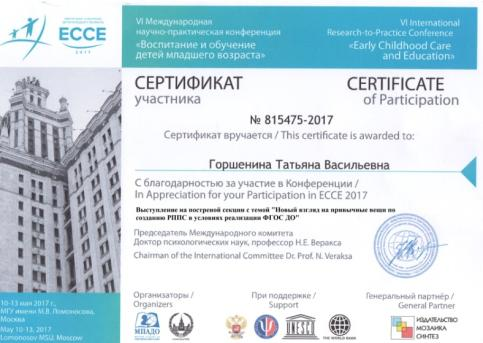 ECCE
2017
VI Международная
научно-практическая конференция
«Воспитание и обучение
детей младшего возраста»
VI International
Research-to-Practice Conference
«Early Childhood Care
and Education»
СЕРТИФИКАТ
участника
CERTIFICATE
of Participation
№ 815475-2017
Сертификат вручается / This certificate is awarded to:
Горшенина Татьяна Васильевна
С благодарностью за участие в Конференции /
In Appreciation for your Participation in ECCE 2017
Выступление на постреной секции с темой "Новый взгляд на привычные вещи по
созданию РППС в условиях реализации ФГОС ДО"
Председатель Международного комитета
Доктор психологических наук, профессор Н.Е. Веракса
Chairman of the International Committee Dr. Prof. N. Veraksa
10-13 мая 2017 г.,
МГУ имени М.В. Ломоносова,
Москва
May 10-13, 2017
Lomonosov MSU, Moscow
Организаторы /
Organizers
МПАДО
При поддержке /
Support
UNESCO
THE WORLD BANK
Генеральный партнёр /
General Partner
ИЗДАТЕЛЬСТВО
МОЗАИКА
СИНТЕЗ